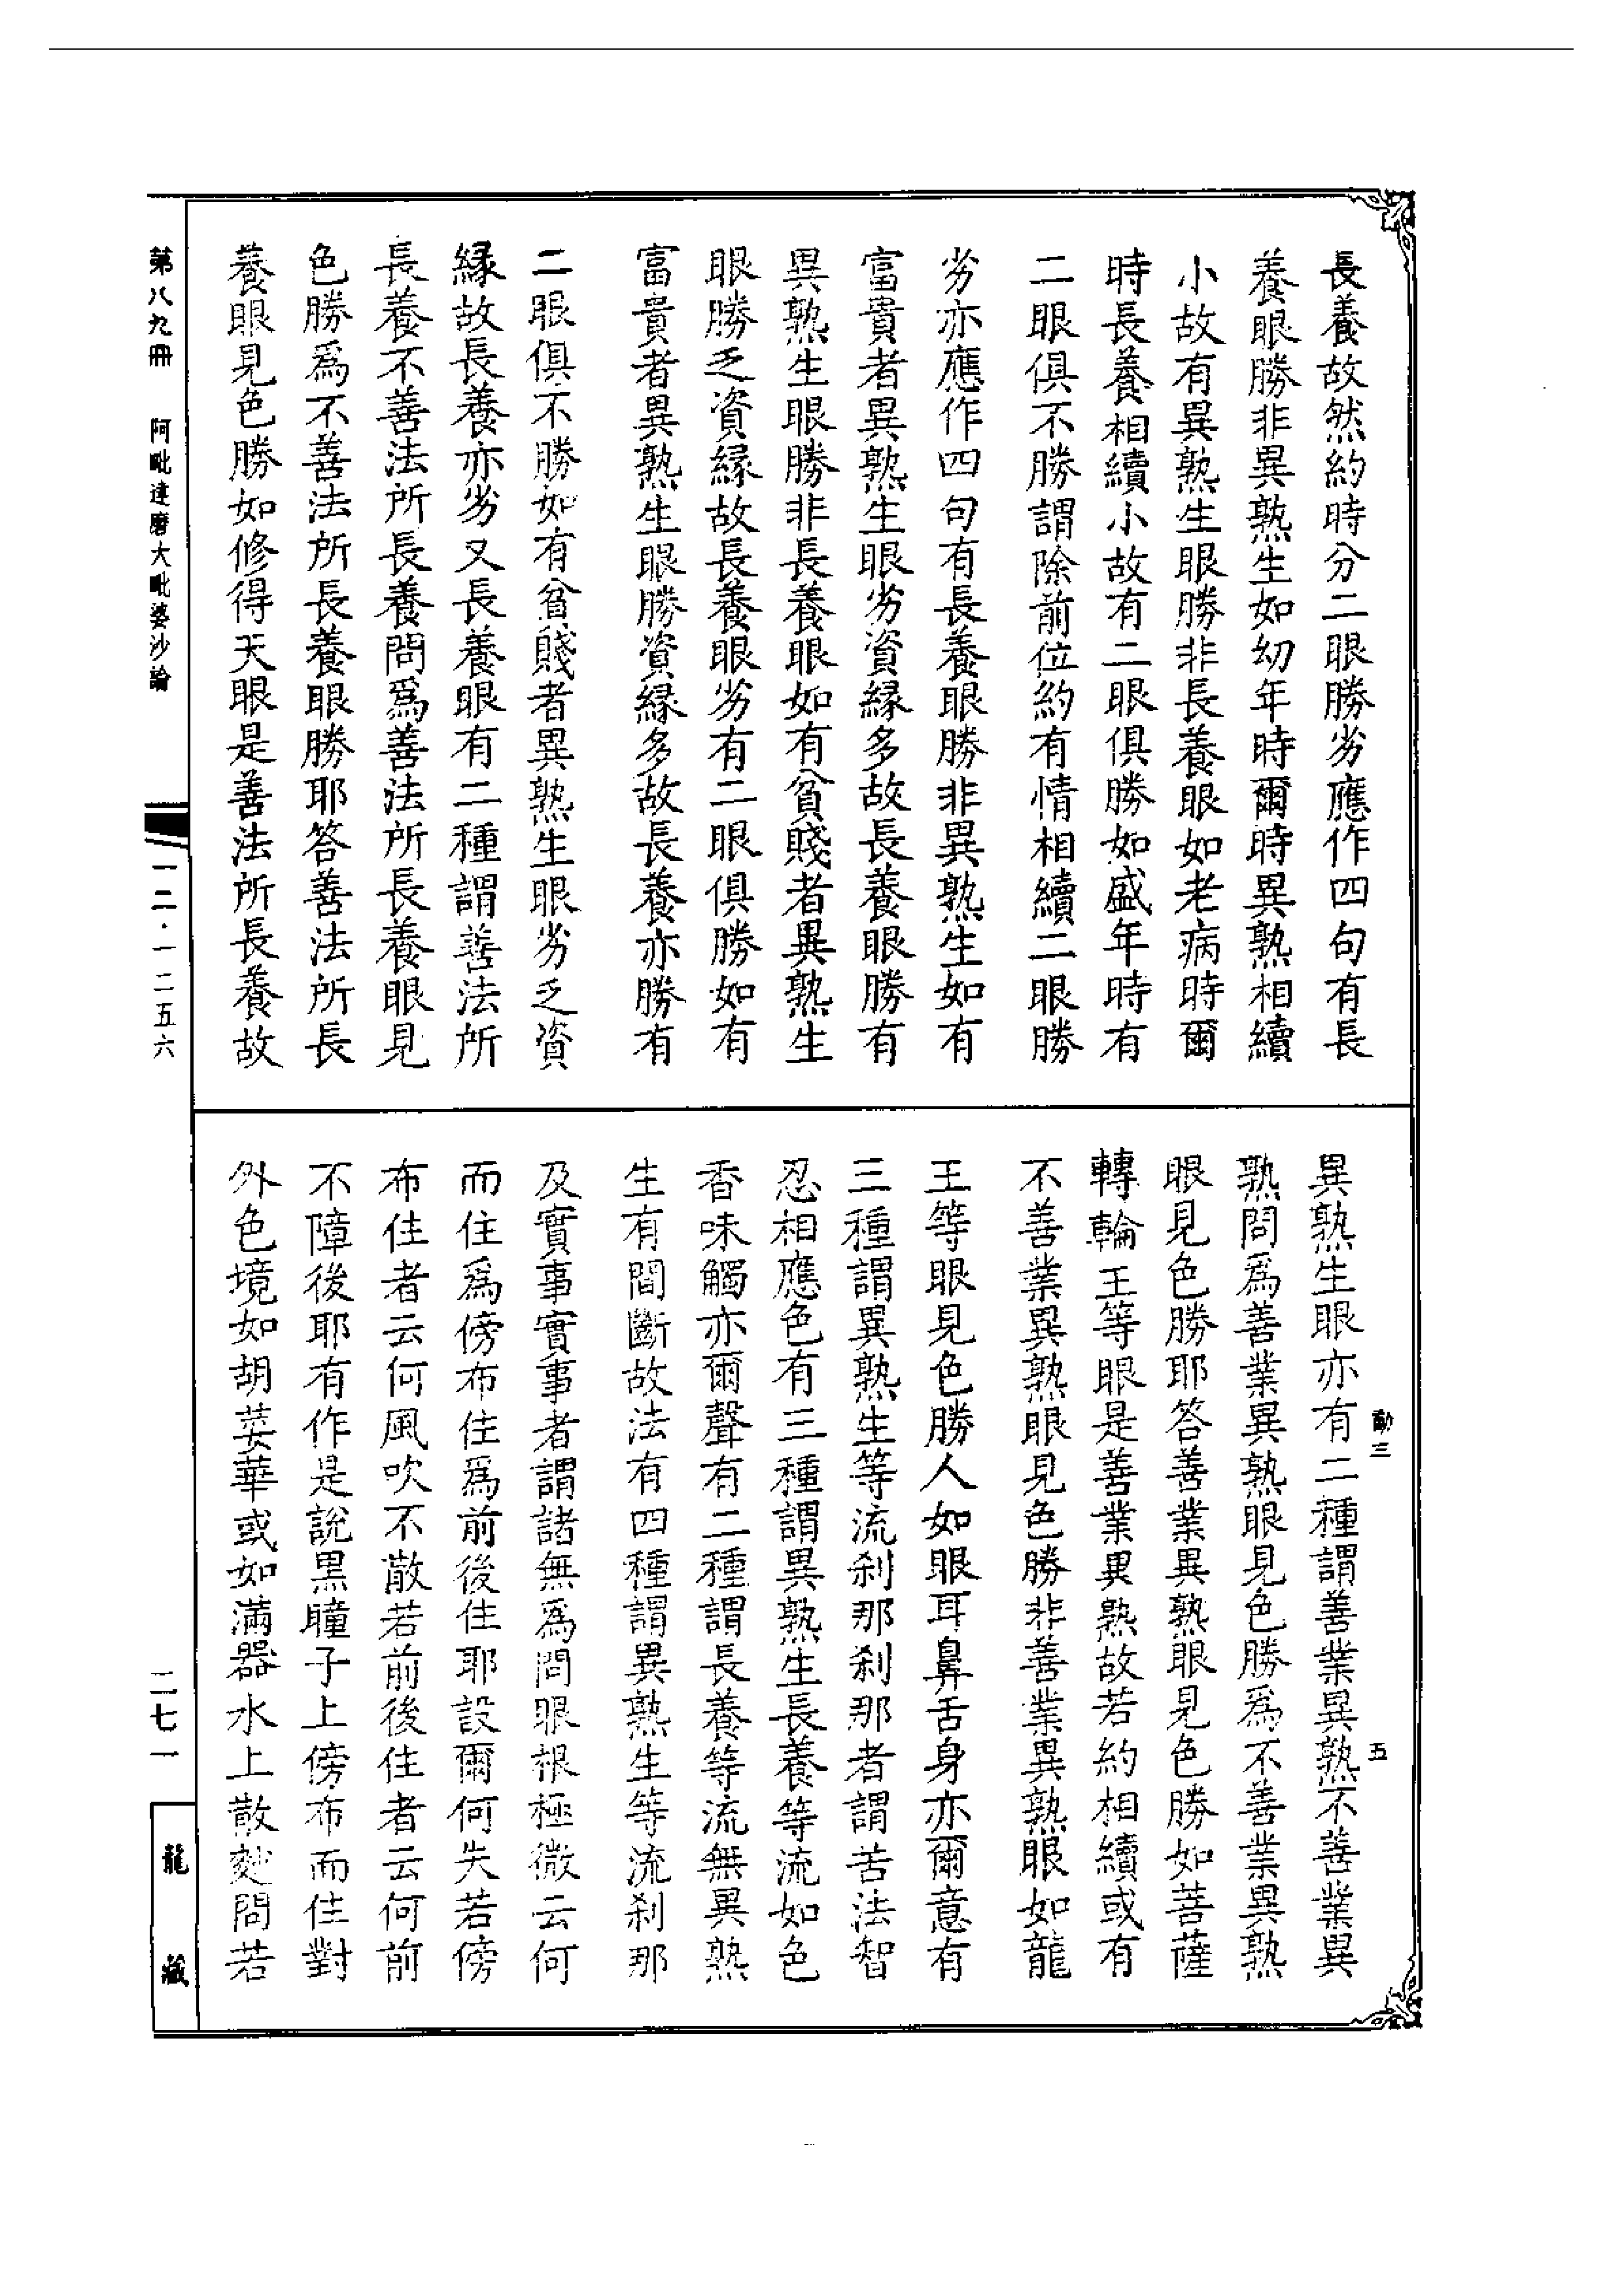 長養故然約時分二眼勝劣應作四句有長
養眼勝非異熟生如幼年時爾時異熟相續
小故有異熟生眼勝非長養眼如老病時爾
時長養相續小故有二眼俱勝如盛年時有
二眼俱不勝謂除前位約有情相續二眼勝
劣亦應作四句有長養眼勝非異熟生如有
富貴者異熟生眼劣資緣多故長養眼勝有
異熟生眼勝非長養眼如有貧賤者異熟生
眼勝乏資緣故長養眼劣有二眼俱勝如有
富貴者異熟生眼勝資緣多故長養亦勝有
二眼俱不勝如有貧賤者異熟生眼劣乏資
緣故長養亦劣又長養眼有二種謂善法所
長養不善法所長養問爲善法所長養眼見
色勝爲不善法所長養眼勝耶答善法所長
養眼見色勝如修得天眼是善法所長養故
異熟生眼亦有二種謂善業異熟不善業異
熟問爲善業異熟眼見色勝爲不善業異熟
眼見色勝耶答善業異熟眼見色勝如菩薩
轉輪王等眼是善業異熟故若約相續或有
不善業異熟眼見色勝非善業異熟眼如龍
王等眼見色勝人如眼耳鼻舌身亦爾意有
三種謂異熟生等流刹那刹那者謂苦法智
忍相應色有三種謂異熟生長養等流如色
香味觸亦爾聲有二種謂長養等流無異熟
生有間斷故法有四種謂異熟生等流刹那
及實事實事者謂諸無爲問眼根極微云何
而住爲傍布住爲前後住耶設爾何失若傍
布住者云何風吹不散若前後住者云何前
不障後耶有作是說黑瞳子上傍布而住對
外色境如胡荽華或如滿器水上散麨問若
動三
五
第八九冊 阿毗達磨大毗婆沙論
一二·一二五六
二七一
龍藏